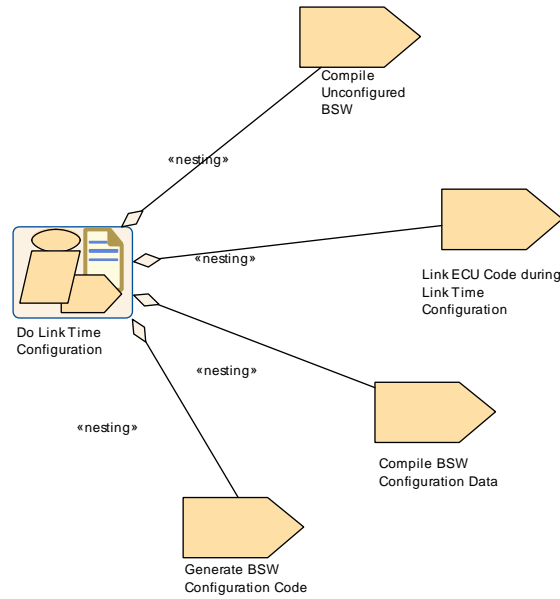 Compile
Unconfigured
BSW
«nesting»
Link ECU Code during
Link Time
Configuration
«nesting»
Do Link Time
Configuration
«nesting»
«nesting»
Compile BSW
Configuration Data
Generate BSW
Configuration Code